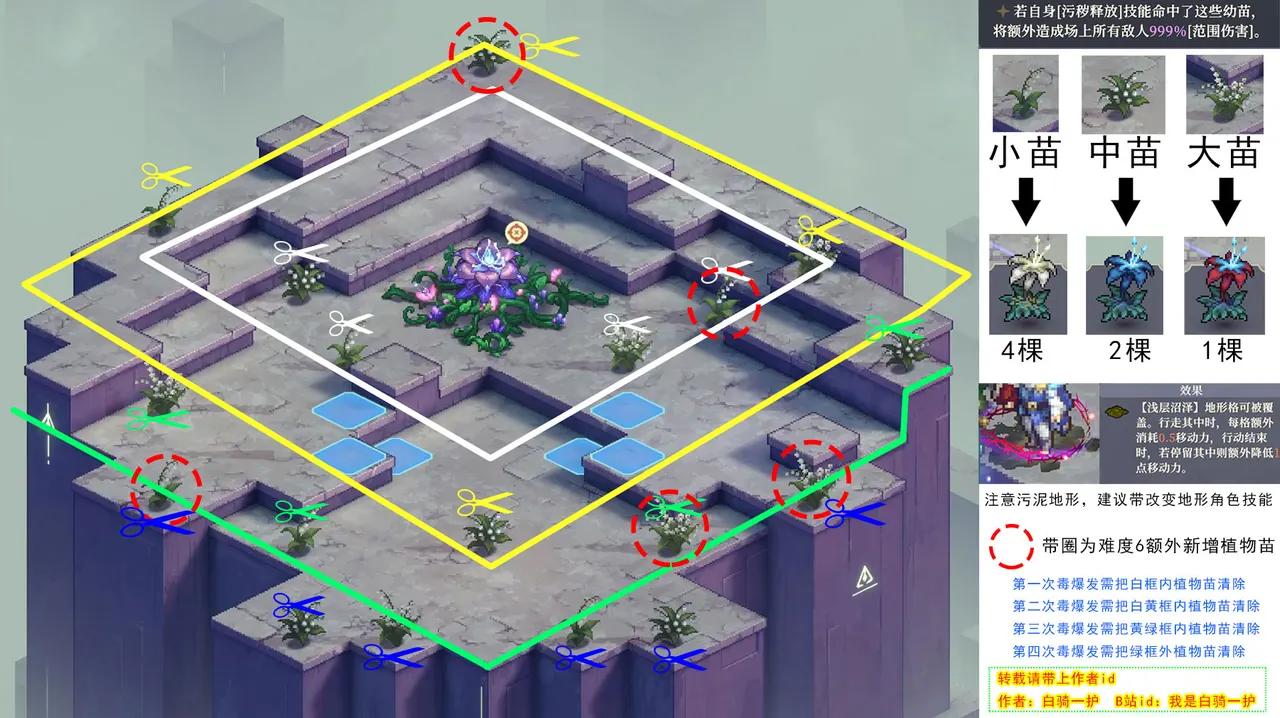 若自身[污秽释放]技能命中了这些幼苗,
将额外造成场上所有敌人999%[范围伤害]。
小苗 中苗 大苗
4棵 2棵 1棵
效果
【浅层沼泽】地形格可被覆
盖。行走其中时，每格额外
消耗0.5移动力，行动结束
时，若停留其中则额外降低1
点移动力。
注意污泥地形，建议带改变地形角色技能
带圈为难度6额外新增植物苗
第一次毒爆发需把白框内植物苗清除
第二次毒爆发需把白黄框内植物苗清除
第三次毒爆发需把黄绿框内植物苗清除
第四次毒爆发需把绿框外植物苗清除
转载请带上作者id
作者：白骑一护 B站id：我是白骑一护